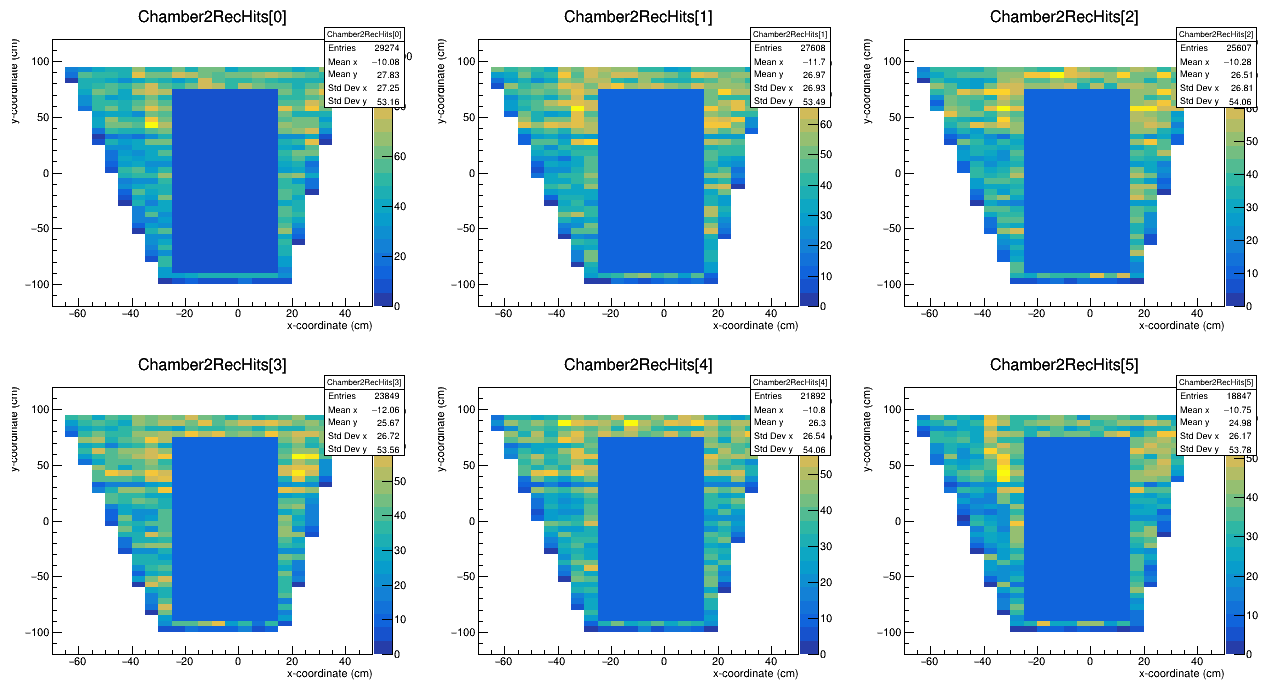 Chamber2RecHits[0]
Chamber2RecHits[0]
Entries 29274
Mean x −10.08
Mean y 27.83
Std Dev x 27.25
Std Dev y 53.16
y-coordinate (cm)
100
50
0
−50
−100
−60 −40 −20 0 20 40
x-coordinate (cm)
60
40
20
0
Chamber2RecHits[1]
Chamber2RecHits[1]
Entries 27608
Mean x −11.7
Mean y 26.97
Std Dev x 26.93
Std Dev y 53.49
y-coordinate (cm)
100
50
0
−50
−100
−60 −40 −20 0 20 40
x-coordinate (cm)
60
50
40
30
20
10
0
Chamber2RecHits[2]
Chamber2RecHits[2]
Entries 25607
Mean x −10.28
Mean y 26.51
Std Dev x 26.81
Std Dev y 54.06
y-coordinate (cm)
100
50
0
−50
−100
−60 −40 −20 0 20 40
x-coordinate (cm)
50
40
30
20
10
0
Chamber2RecHits[3]
Chamber2RecHits[3]
Entries 23849
Mean x −12.06
Mean y 25.67
Std Dev x 26.72
Std Dev y 53.56
y-coordinate (cm)
100
50
0
−50
−100
−60 −40 −20 0 20 40
x-coordinate (cm)
50
40
30
20
10
0
Chamber2RecHits[4]
Chamber2RecHits[4]
Entries 21892
Mean x −10.8
Mean y 26.3
Std Dev x 26.54
Std Dev y 54.06
y-coordinate (cm)
100
50
0
−50
−100
−60 −40 −20 0 20 40
x-coordinate (cm)
50
40
30
20
10
0
Chamber2RecHits[5]
Chamber2RecHits[5]
Entries 18847
Mean x −10.75
Mean y 24.98
Std Dev x 26.17
Std Dev y 53.78
y-coordinate (cm)
100
50
0
−50
−100
−60 −40 −20 0 20 40
x-coordinate (cm)
50
40
30
20
10
0